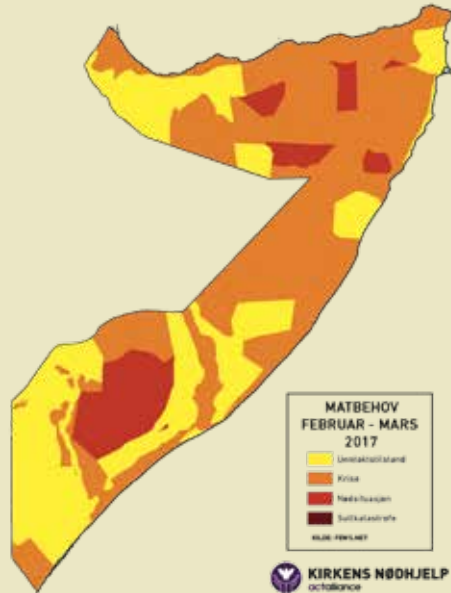 MATBEHOV
FEBRUAR - MARS
2017
Unntakstilstand
Krise
Nødsituasjon
Sultkatastrofe
KILDE: FEWS.NET
KIRKENS NØDHJELP
actalliance